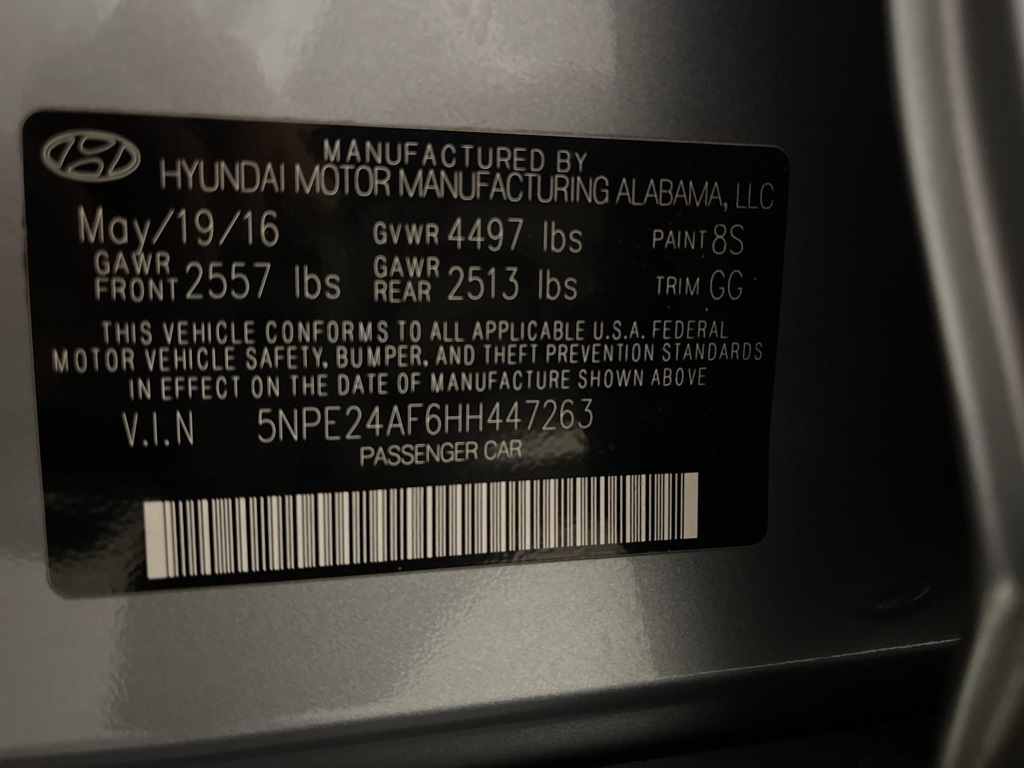 MANUFACTURED BY
HYUNDAI MOTOR MANUFACTURING ALABAMA, LLC
May/19/16 GVWR 4497 lbs PAINT 8S
GAWR FRONT 2557 lbs GAWR REAR 2513 lbs TRIM GG
THIS VEHICLE CONFORMS TO ALL APPLICABLE U.S.A. FEDERAL
MOTOR VEHICLE SAFETY, BUMPER, AND THEFT PREVENTION STANDARDS
IN EFFECT ON THE DATE OF MANUFACTURE SHOWN ABOVE
V.I.N 5NPE24AF6HH447263
PASSENGER CAR